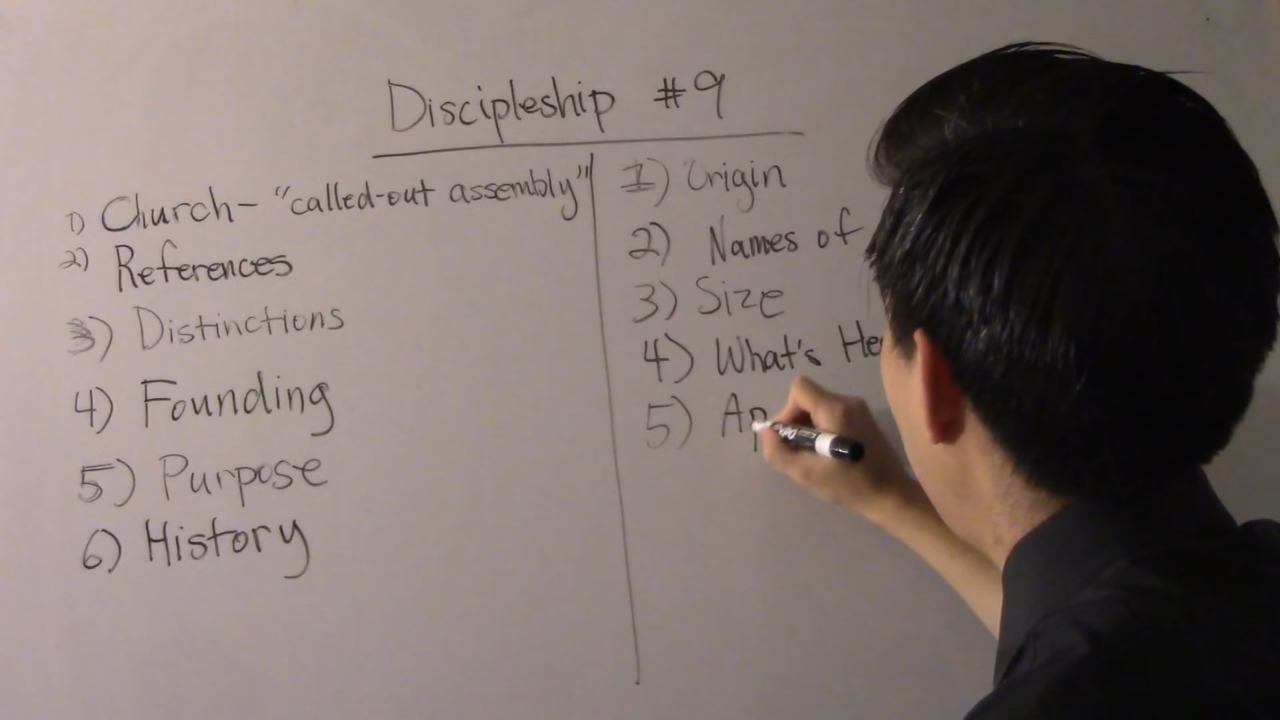 Discipleship #9
1) Church- "called-out assembly"
2) References
3) Distinctions
4) Founding
5) Purpose
6) History
1) Origin
2) Names of
3) Size
4) What's He
5) Ap